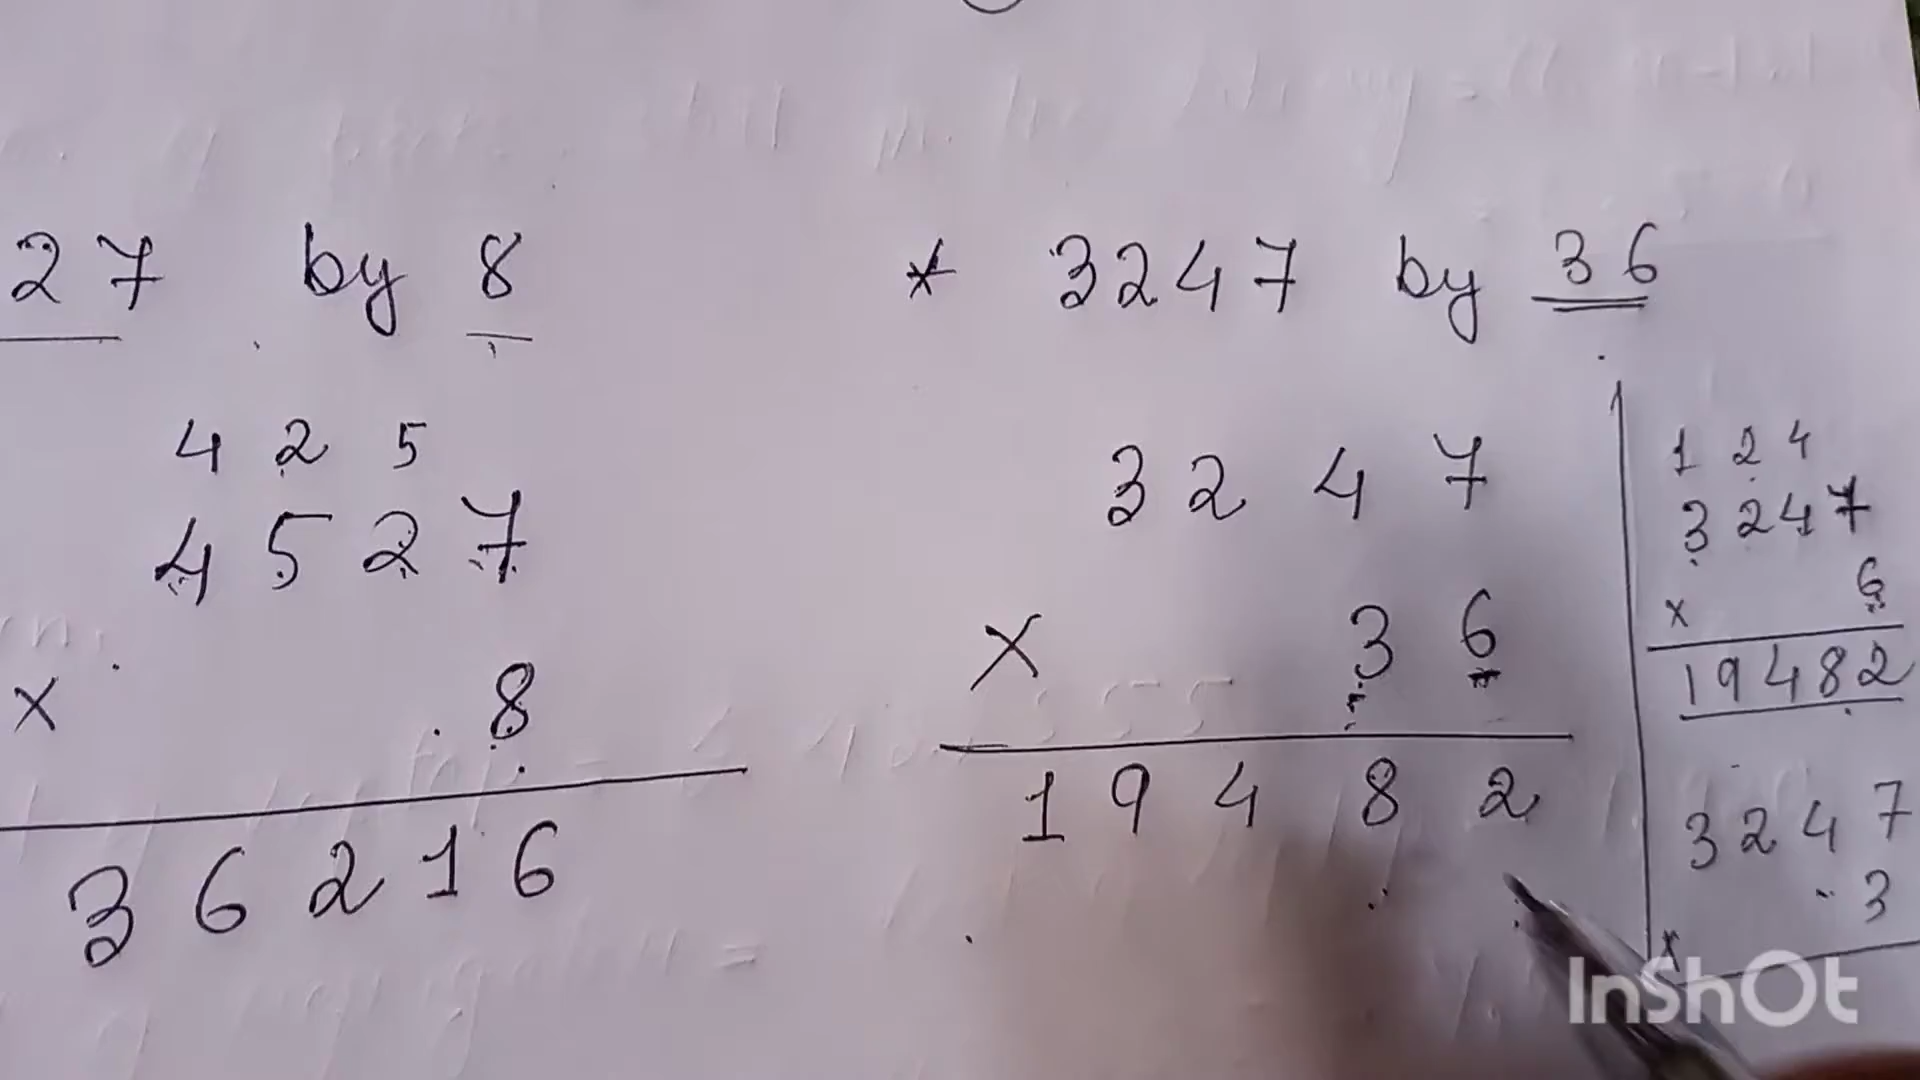 27 by 8
4 2 5
4 5 2 7
× 8
3 6 2 1 6
* 3247 by 36
3 2 4 7
× 3 6
1 9 4 8 2
1 2 4
3 2 4 7
× 6
1 9 4 8 2
3 2 4 7
× 3
InShOt